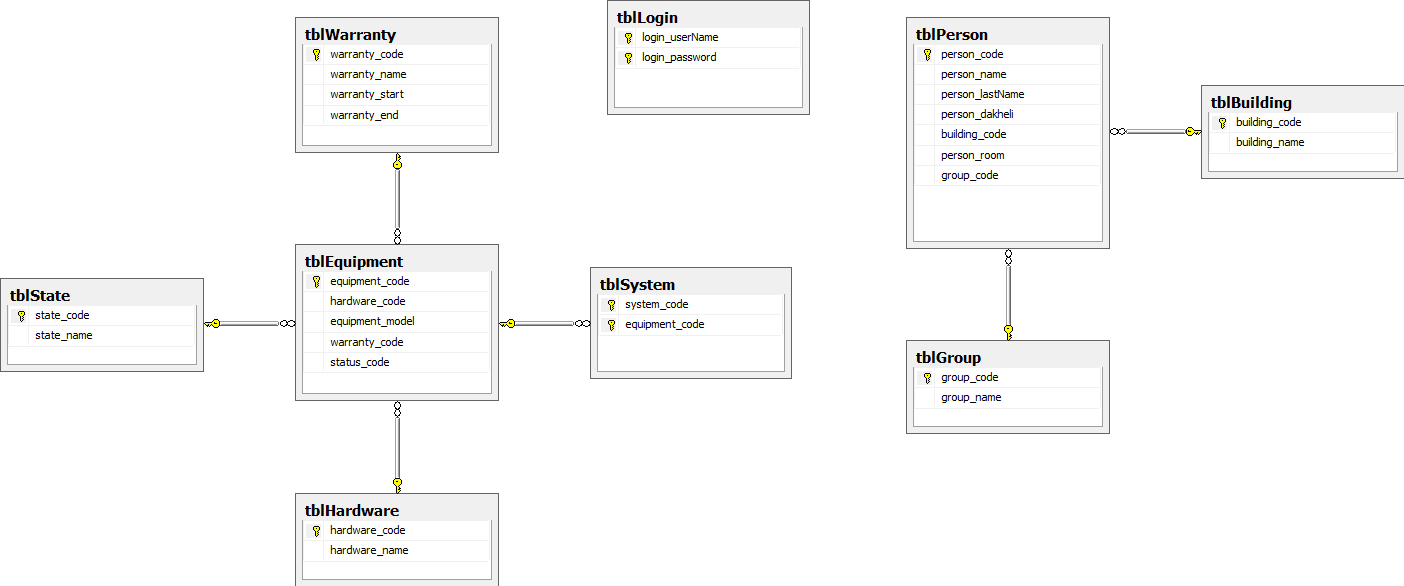 tblWarranty
warranty_code
warranty_name
warranty_start
warranty_end
tblLogin
login_userName
login_password
tblPerson
person_code
person_name
person_lastName
person_dakheli
building_code
person_room
group_code
tblBuilding
building_code
building_name
tblState
state_code
state_name
tblEquipment
equipment_code
hardware_code
equipment_model
warranty_code
status_code
tblSystem
system_code
equipment_code
tblGroup
group_code
group_name
tblHardware
hardware_code
hardware_name